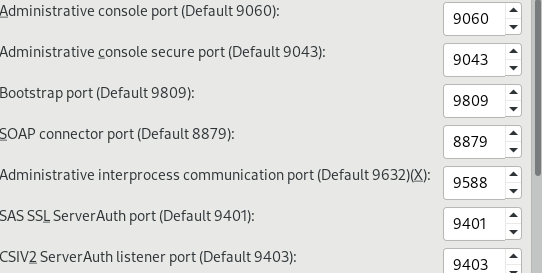 Administrative console port (Default 9060): 9060
Administrative console secure port (Default 9043): 9043
Bootstrap port (Default 9809): 9809
SOAP connector port (Default 8879): 8879
Administrative interprocess communication port (Default 9632)(X): 9588
SAS SSL ServerAuth port (Default 9401): 9401
CSIV2 ServerAuth listener port (Default 9403): 9403